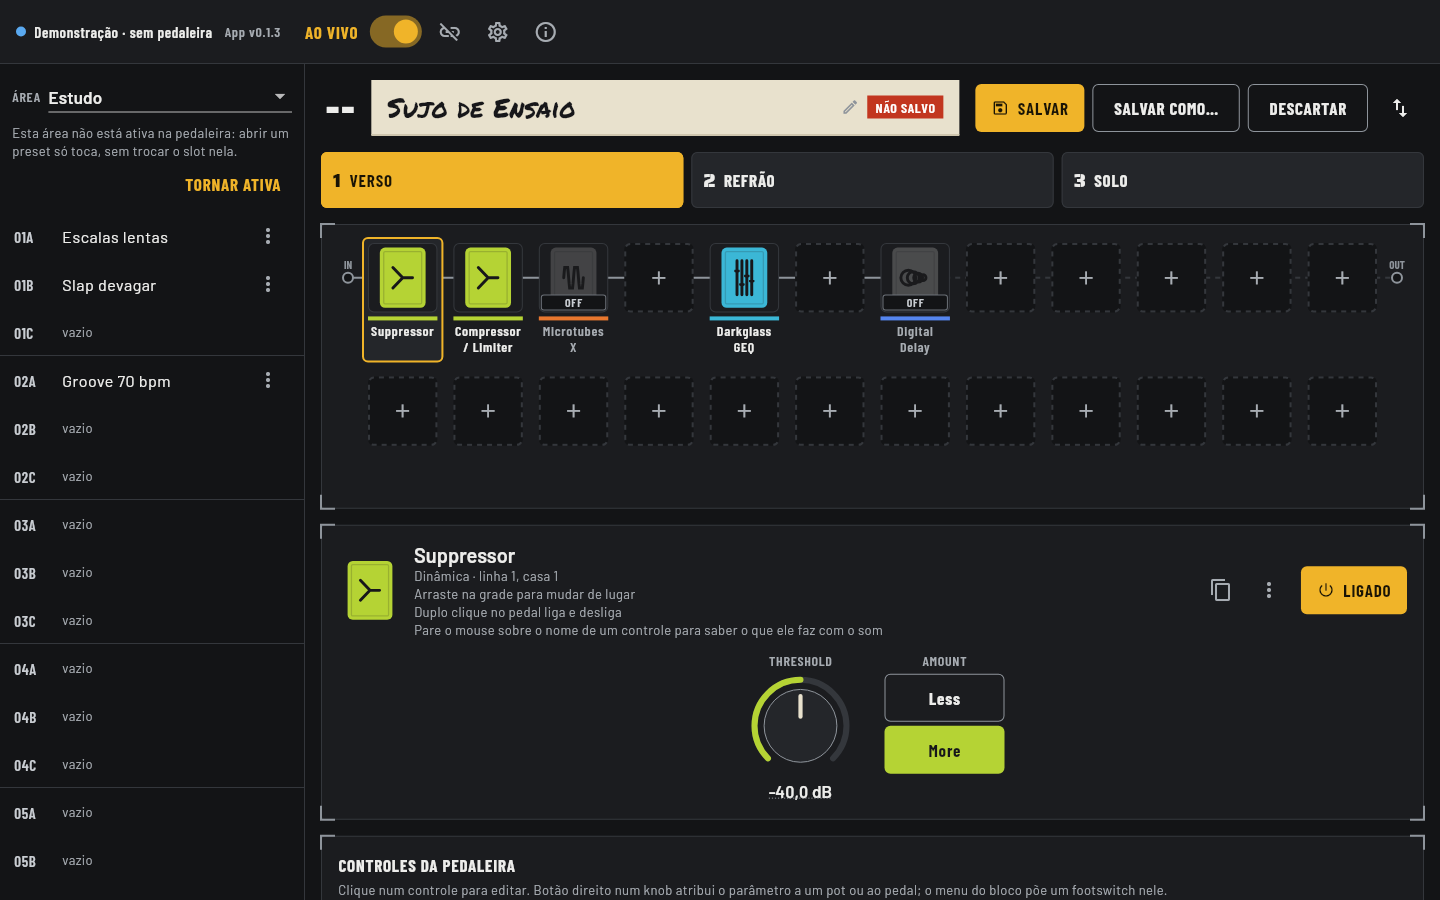 Demonstração · sem pedaleira App v0.1.3 AO VIVO
ÁREA Estudo
Esta área não está ativa na pedaleira: abrir um
preset só toca, sem trocar o slot nela.
TORNAR ATIVA
01A Escalas lentas
01B Slap devagar
01C vazio
02A Groove 70 bpm
02B vazio
02C vazio
03A vazio
03B vazio
03C vazio
04A vazio
04B vazio
04C vazio
05A vazio
05B vazio
-- Sujo de Ensaio NÃO SALVO SALVAR SALVAR COMO... DESCARTAR
1 VERSO 2 REFRÃO 3 SOLO
IN OUT
OFF OFF
Suppressor Compressor Microtubes Darkglass Digital
/ Limiter X GEQ Delay
Suppressor
Dinâmica · linha 1, casa 1
Arraste na grade para mudar de lugar
Duplo clique no pedal liga e desliga
Pare o mouse sobre o nome de um controle para saber o que ele faz com o som
LIGADO
THRESHOLD AMOUNT
Less
More
-40,0 dB
CONTROLES DA PEDALEIRA
Clique num controle para editar. Botão direito num knob atribui o parâmetro a um pot ou ao pedal; o menu do bloco põe um footswitch nele.